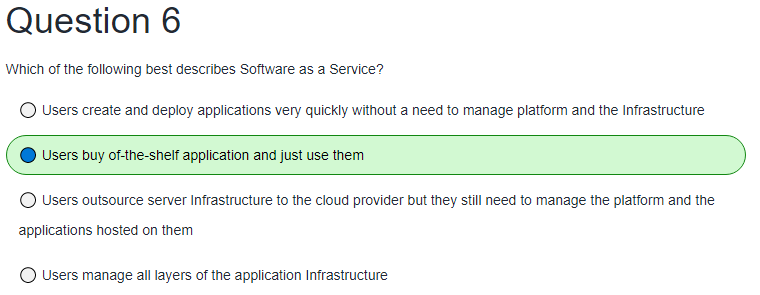 Question 6
Which of the following best describes Software as a Service?
Users create and deploy applications very quickly without a need to manage platform and the Infrastructure
Users buy of-the-shelf application and just use them
Users outsource server Infrastructure to the cloud provider but they still need to manage the platform and the
applications hosted on them
Users manage all layers of the application Infrastructure